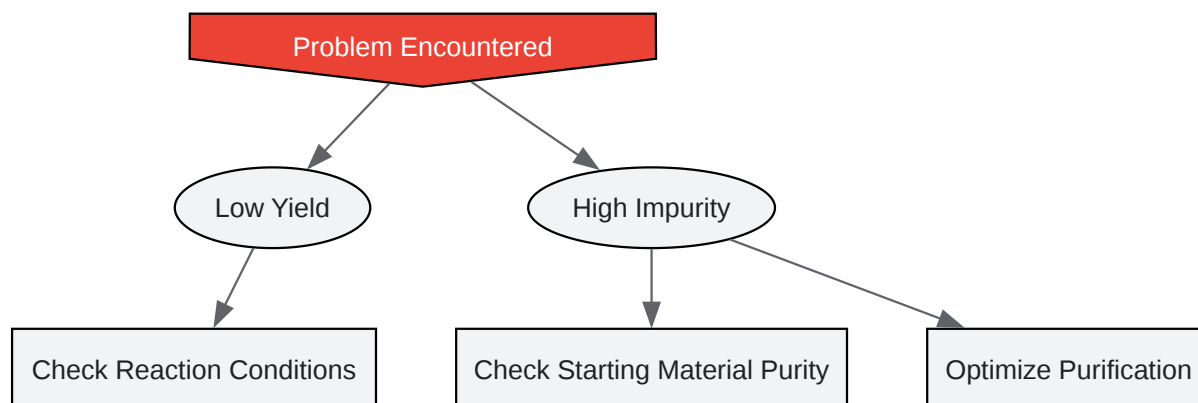 Problem Encountered
Low Yield
High Impurity
Check Reaction Conditions
Check Starting Material Purity
Optimize Purification